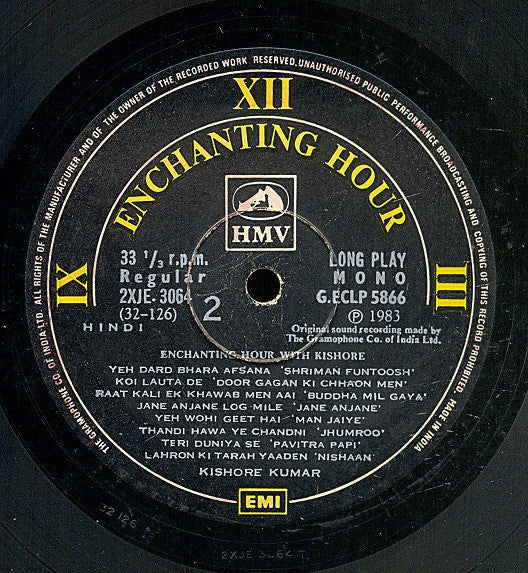 THE GRAMOPHONE CO. OF INDIA LTD. ALL RIGHTS OF THE MANUFACTURER AND OF THE OWNER OF THE RECORDED WORK RESERVED. UNAUTHORISED PUBLIC PERFORMANCE BROADCASTING AND COPYING OF THIS RECORD PROHIBITED. MADE IN INDIA
XII
ENCHANTING HOUR
IX
III
HMV
33 1/3 r.p.m.
Regular
2XJE. 3064
(32-126)
2
LONG PLAY
MONO
G.ECLP 5866
℗ 1983
HINDI
Original sound recording made by
The Gramophone Co. of India Ltd.
ENCHANTING HOUR WITH KISHORE
YEH DARD BHARA AFSANA 'SHRIMAN FUNTOOSH'
KOI LAUTA DE 'DOOR GAGAN KI CHHAON MEN'
RAAT KALI EK KHAWAB MEN AAI 'BUDDHA MIL GAYA'
JANE ANJANE LOG MILE 'JANE ANJANE'
YEH WOHI GEET HAI 'MAN JAIYE'
THANDI HAWA YE CHANDNI 'JHUMROO'
TERI DUNIYA SE 'PAVITRA PAPI'
LAHRON KI TARAH YAADEN 'NISHAAN'
KISHORE KUMAR
EMI
32 126
2XJE 3064 T